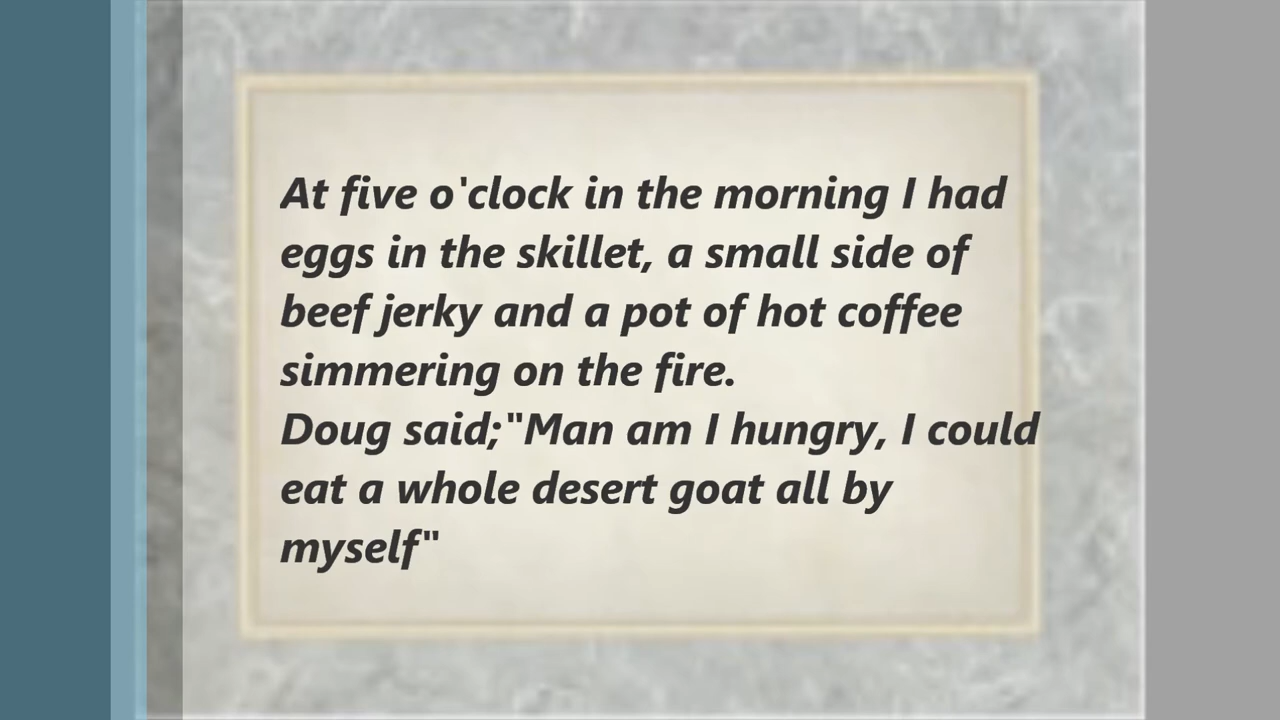 At five o'clock in the morning I had
eggs in the skillet, a small side of
beef jerky and a pot of hot coffee
simmering on the fire.
Doug said;"Man am I hungry, I could
eat a whole desert goat all by
myself"